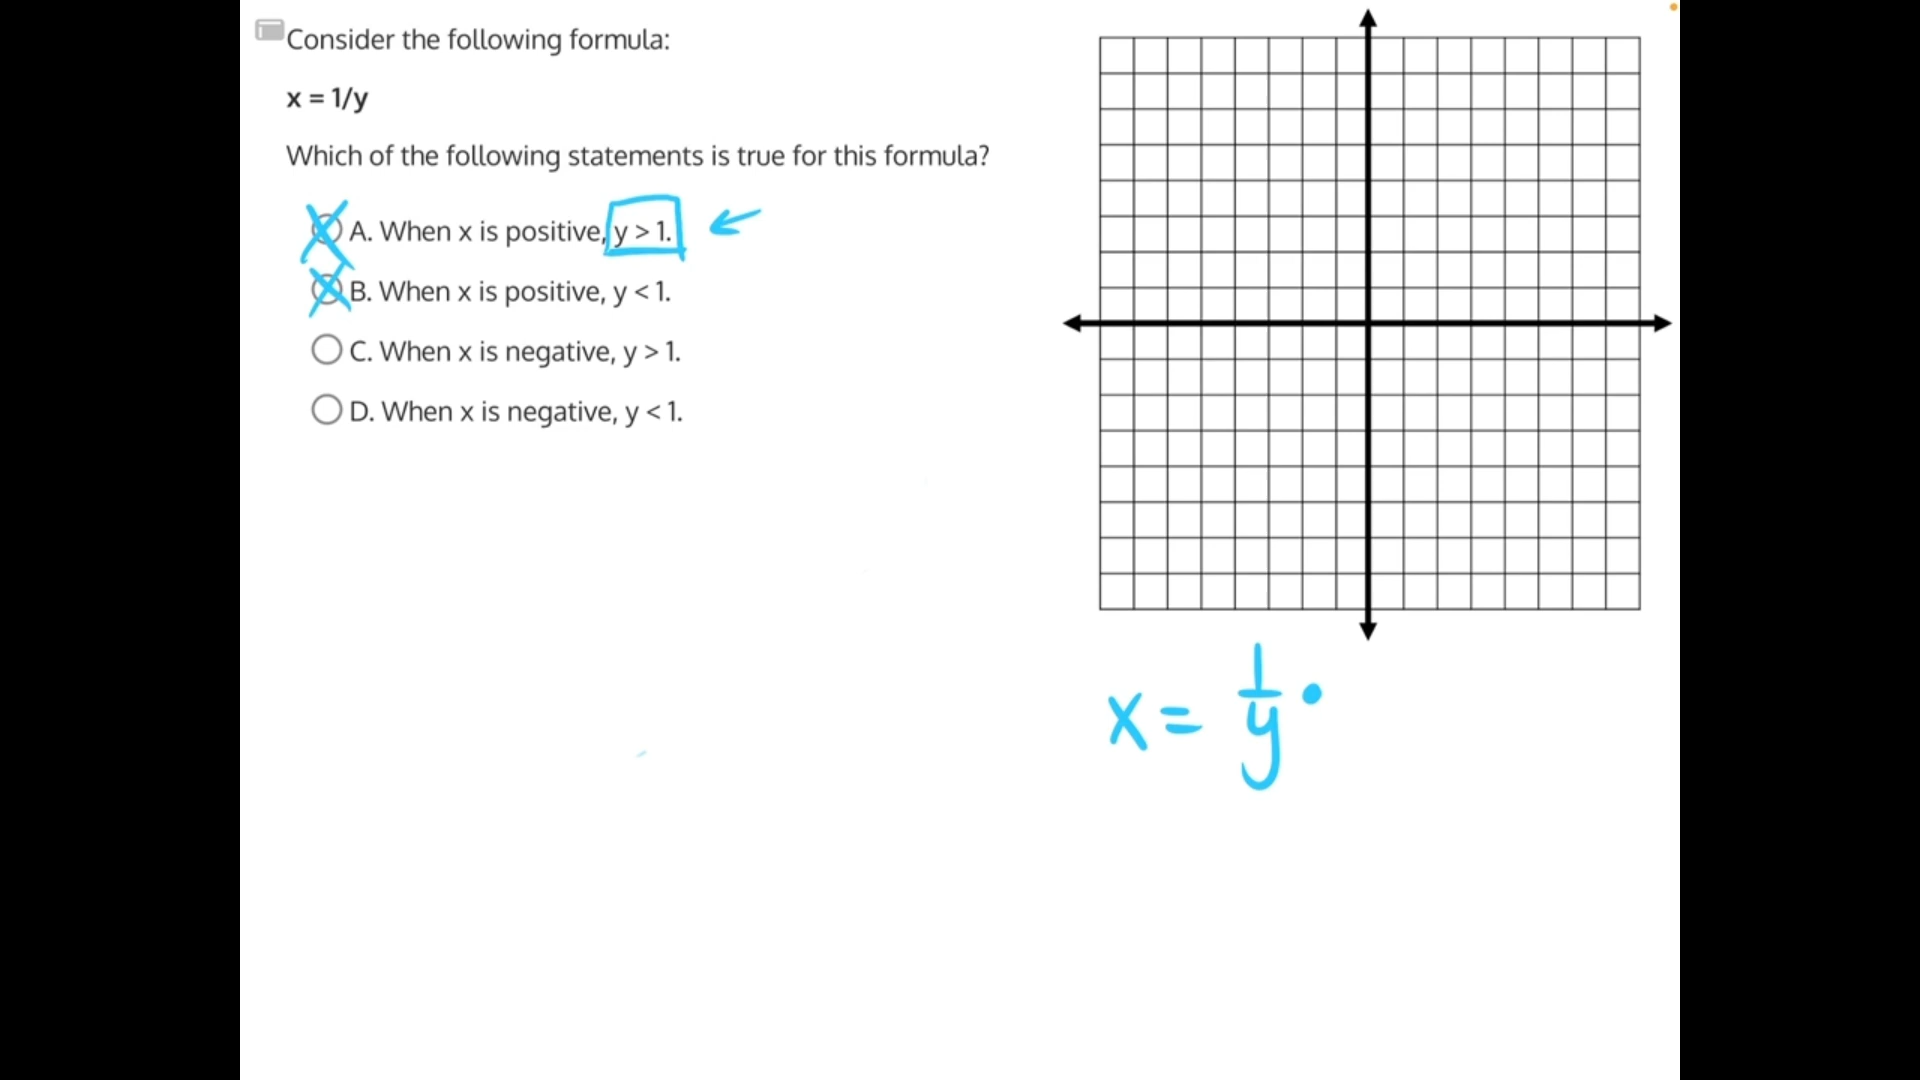 Consider the following formula:
x = 1/y
Which of the following statements is true for this formula?
A. When x is positive, y > 1.
B. When x is positive, y < 1.
C. When x is negative, y > 1.
D. When x is negative, y < 1.
x = 1/y ·